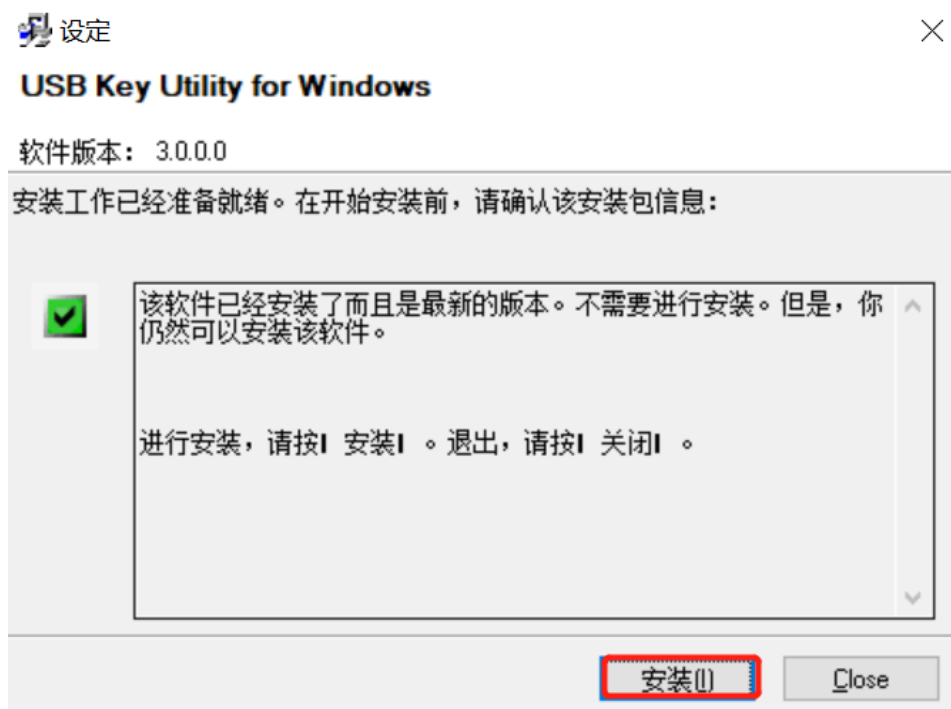 设定
USB Key Utility for Windows
软件版本： 3.0.0.0
安装工作已经准备就绪。在开始安装前，请确认该安装包信息：
该软件已经安装了而且是最新的版本。不需要进行安装。但是，你
仍然可以安装该软件。
进行安装，请按I 安装I 。退出，请按I 关闭I 。
安装(I)
Close